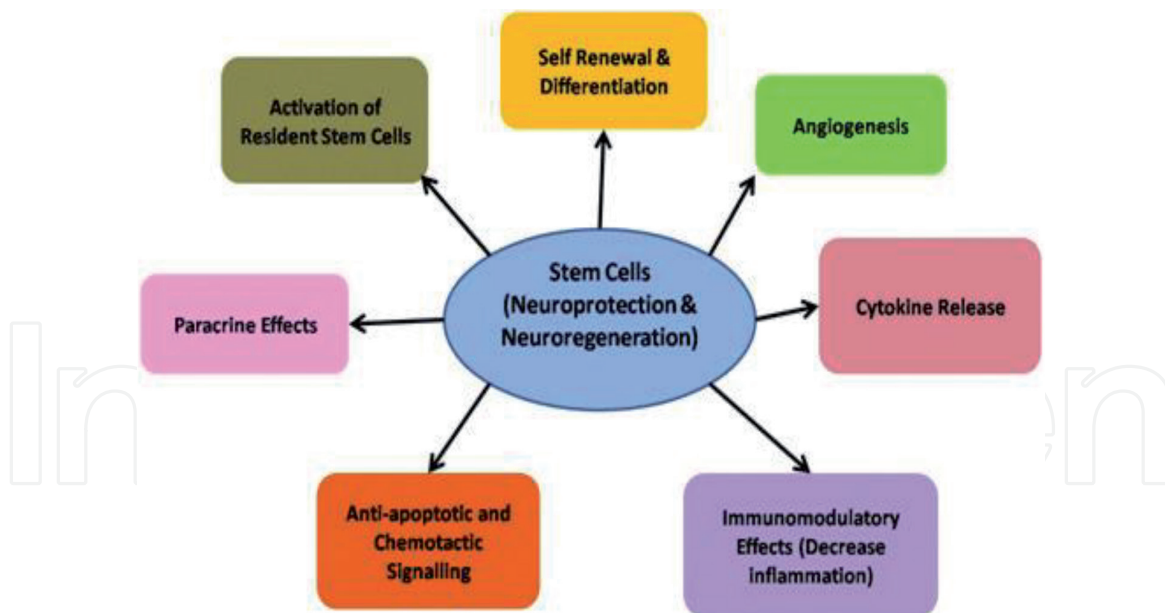 Self Renewal &
Differentiation
Activation of
Resident Stem Cells
Angiogenesis
Stem Cells
(Neuroprotection &
Neuroregeneration)
Paracrine Effects
Cytokine Release
Anti-apoptotic and
Chemotactic
Signalling
Immunomodulatory
Effects (Decrease
inflammation)